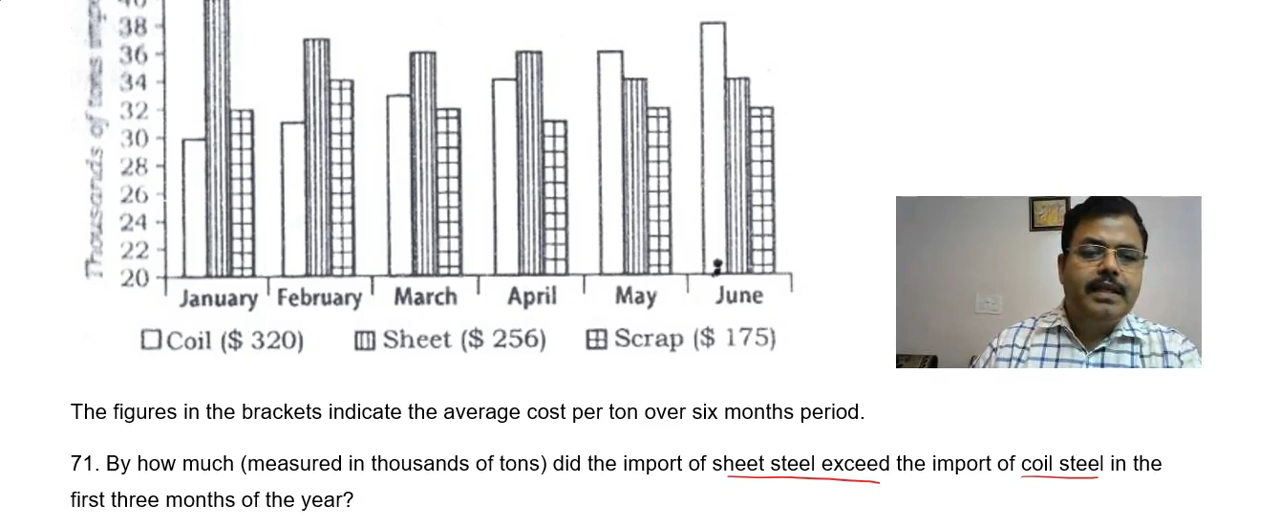 Thousands of tons
38
36
34
32
30
28
26
24
22
20
January February March April May June
Coil ($ 320) Sheet ($ 256) Scrap ($ 175)
The figures in the brackets indicate the average cost per ton over six months period.
71. By how much (measured in thousands of tons) did the import of sheet steel exceed the import of coil steel in the
first three months of the year?